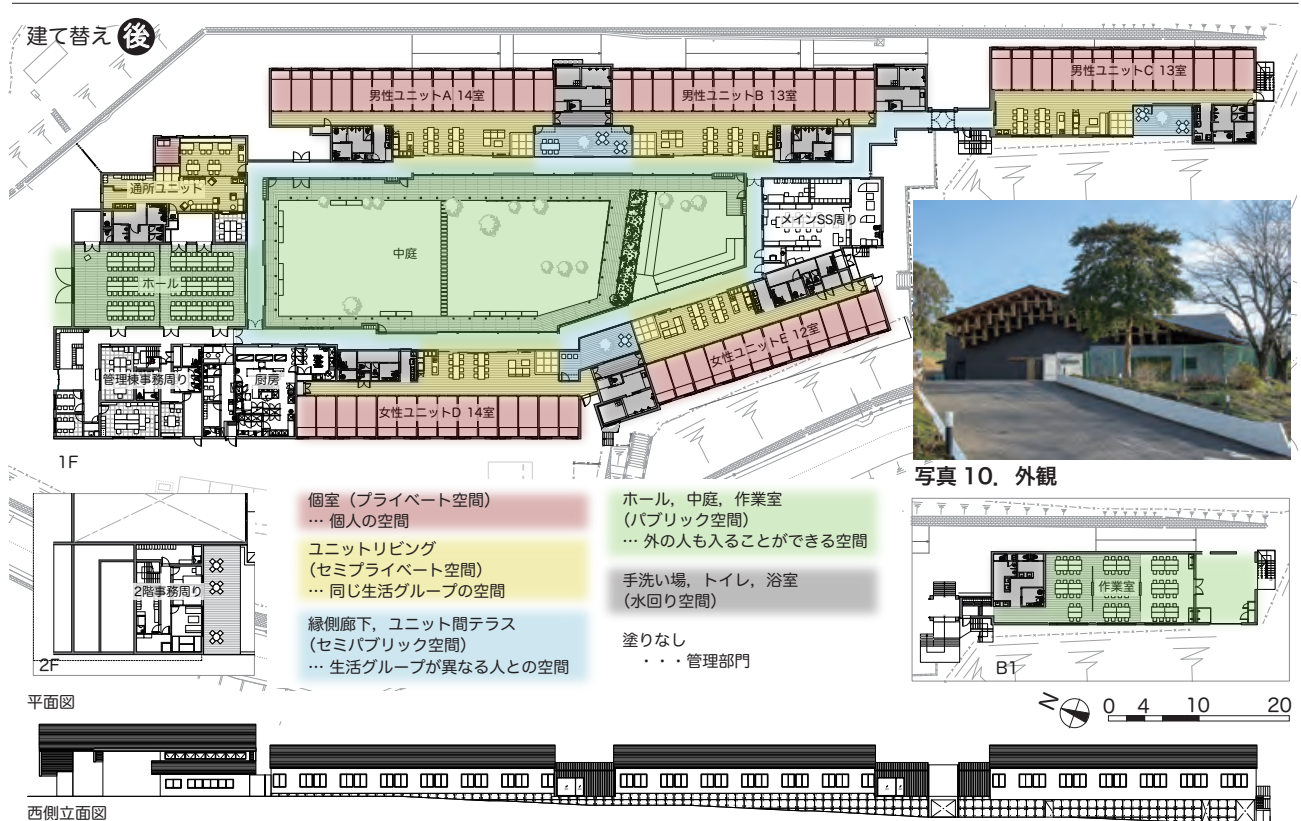 建て替え 後
男性ユニットA 14室
男性ユニットB 13室
男性ユニットC 13室
通所ユニット
中庭
メインSS周り
ホール
女性ユニットE 12室
管理棟事務周り
厨房
女性ユニットD 14室
1F
写真 10．外観
個室（プライベート空間）
… 個人の空間
ユニットリビング
（セミプライベート空間）
… 同じ生活グループの空間
縁側廊下，ユニット間テラス
（セミパブリック空間）
… 生活グループが異なる人との空間
ホール，中庭，作業室
（パブリック空間）
… 外の人も入ることができる空間
手洗い場，トイレ，浴室
（水回り空間）
塗りなし
・・・管理部門
2階事務周り
2F
作業室
B1
平面図
N 0 4 10 20
西側立面図